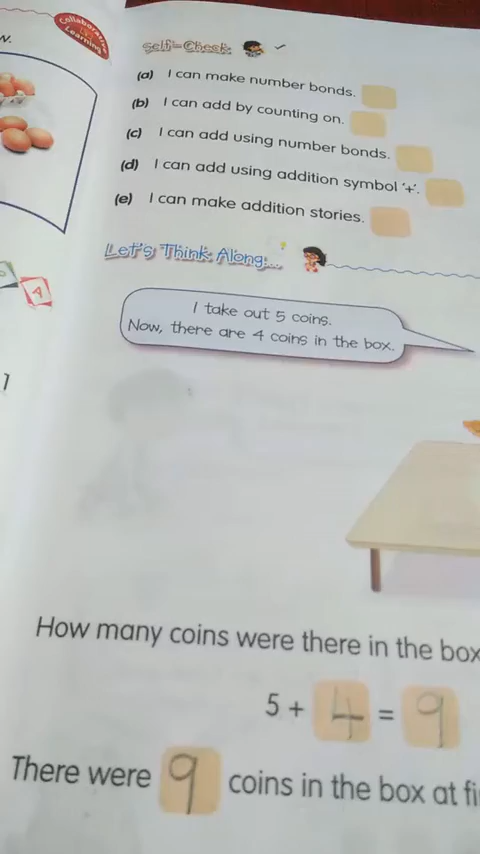 Collaborative
Learning
Self-Check ✓
(a) I can make number bonds.
(b) I can add by counting on.
(c) I can add using number bonds.
(d) I can add using addition symbol '+'.
(e) I can make addition stories.
Let's Think Along...
A
I take out 5 coins.
Now, there are 4 coins in the box.
1
How many coins were there in the box
5 + 4 = 9
There were 9 coins in the box at fi